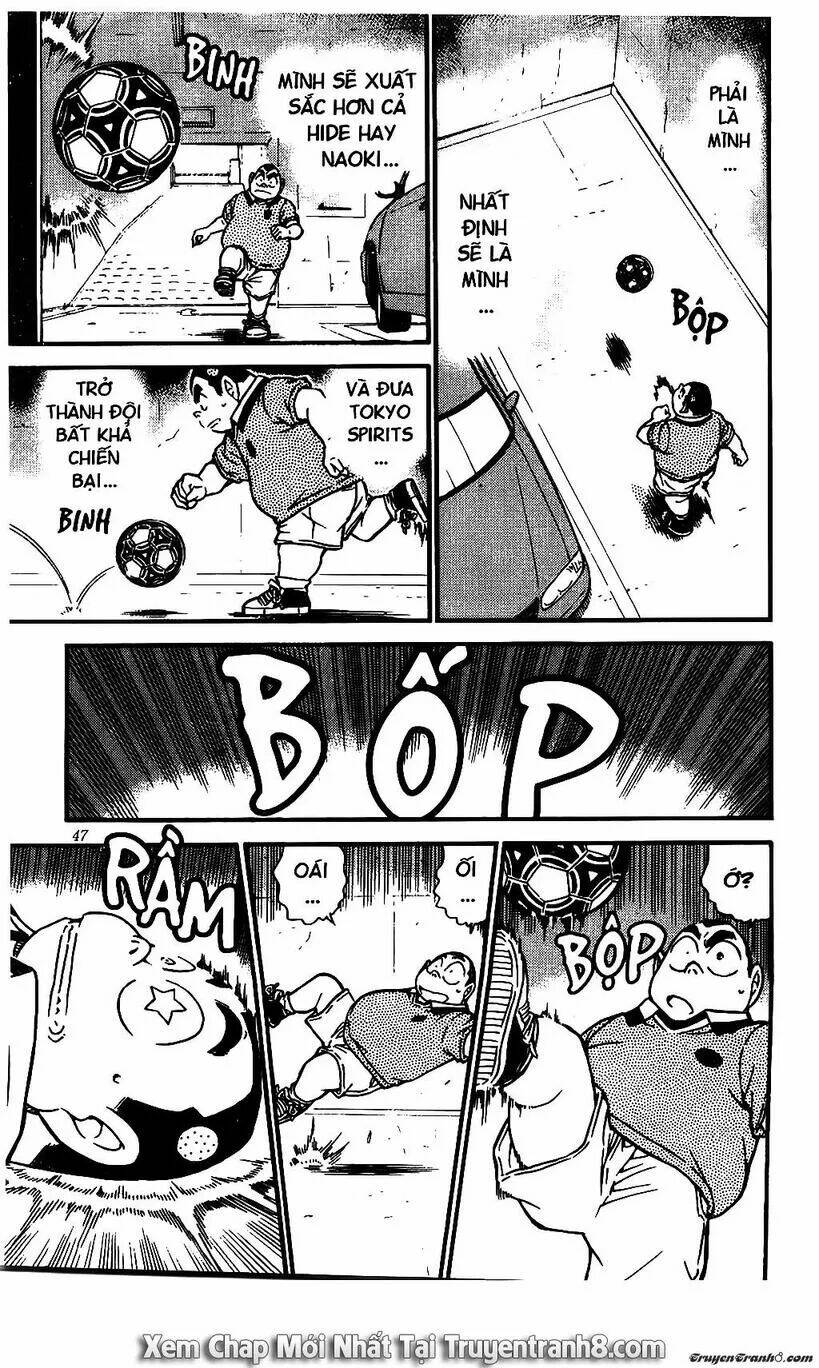 PHẢI
LÀ
MÌNH
...
NHẤT
ĐỊNH
SẼ LÀ
MÌNH
...
BỘP
BINH
MÌNH SẼ XUẤT
SẮC HƠN CẢ
HIDE HAY
NAOKI...
VÀ ĐƯA
TOKYO
SPIRITS
...
TRỞ
THÀNH ĐỘI
BẤT KHẢ
CHIẾN
BẠI...
BINH
BỐP
47
Ớ?
BỘP
ỐI
...
OÁI
...
RẦM
Xem Chap Mới Nhất Tại Truyentranh8.com
TruyenTranh8.com